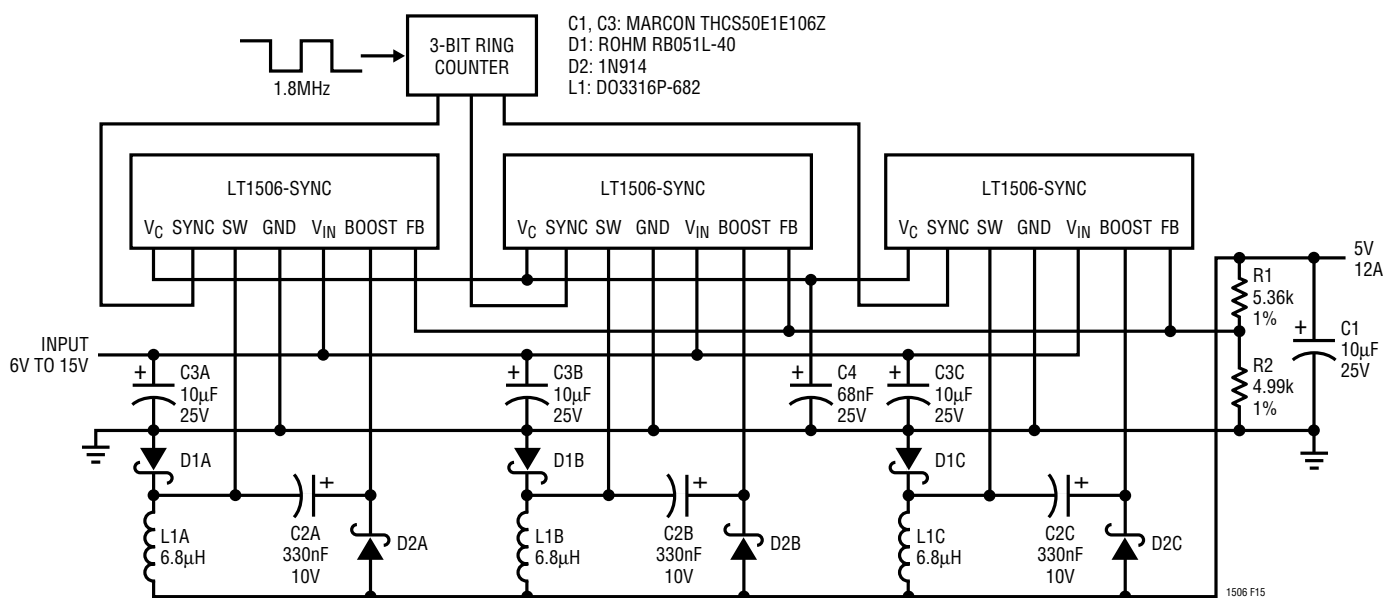 C1, C3: MARCON THCS50E1E106Z
D1: ROHM RB051L-40
D2: 1N914
L1: DO3316P-682
3-BIT RING
COUNTER
1.8MHz
LT1506-SYNC
V_C SYNC SW GND V_IN BOOST FB
LT1506-SYNC
V_C SYNC SW GND V_IN BOOST FB
LT1506-SYNC
V_C SYNC SW GND V_IN BOOST FB
5V
12A
R1
5.36k
1%
+
C1
10µF
25V
R2
4.99k
1%
INPUT
6V TO 15V
+
C3A
10µF
25V
+
C3B
10µF
25V
+
C4
68nF
25V
+
C3C
10µF
25V
D1A
D1B
D1C
+
C2A
330nF
10V
+
C2B
330nF
10V
+
C2C
330nF
10V
L1A
6.8µH
D2A
L1B
6.8µH
D2B
L1C
6.8µH
D2C
1506 F15